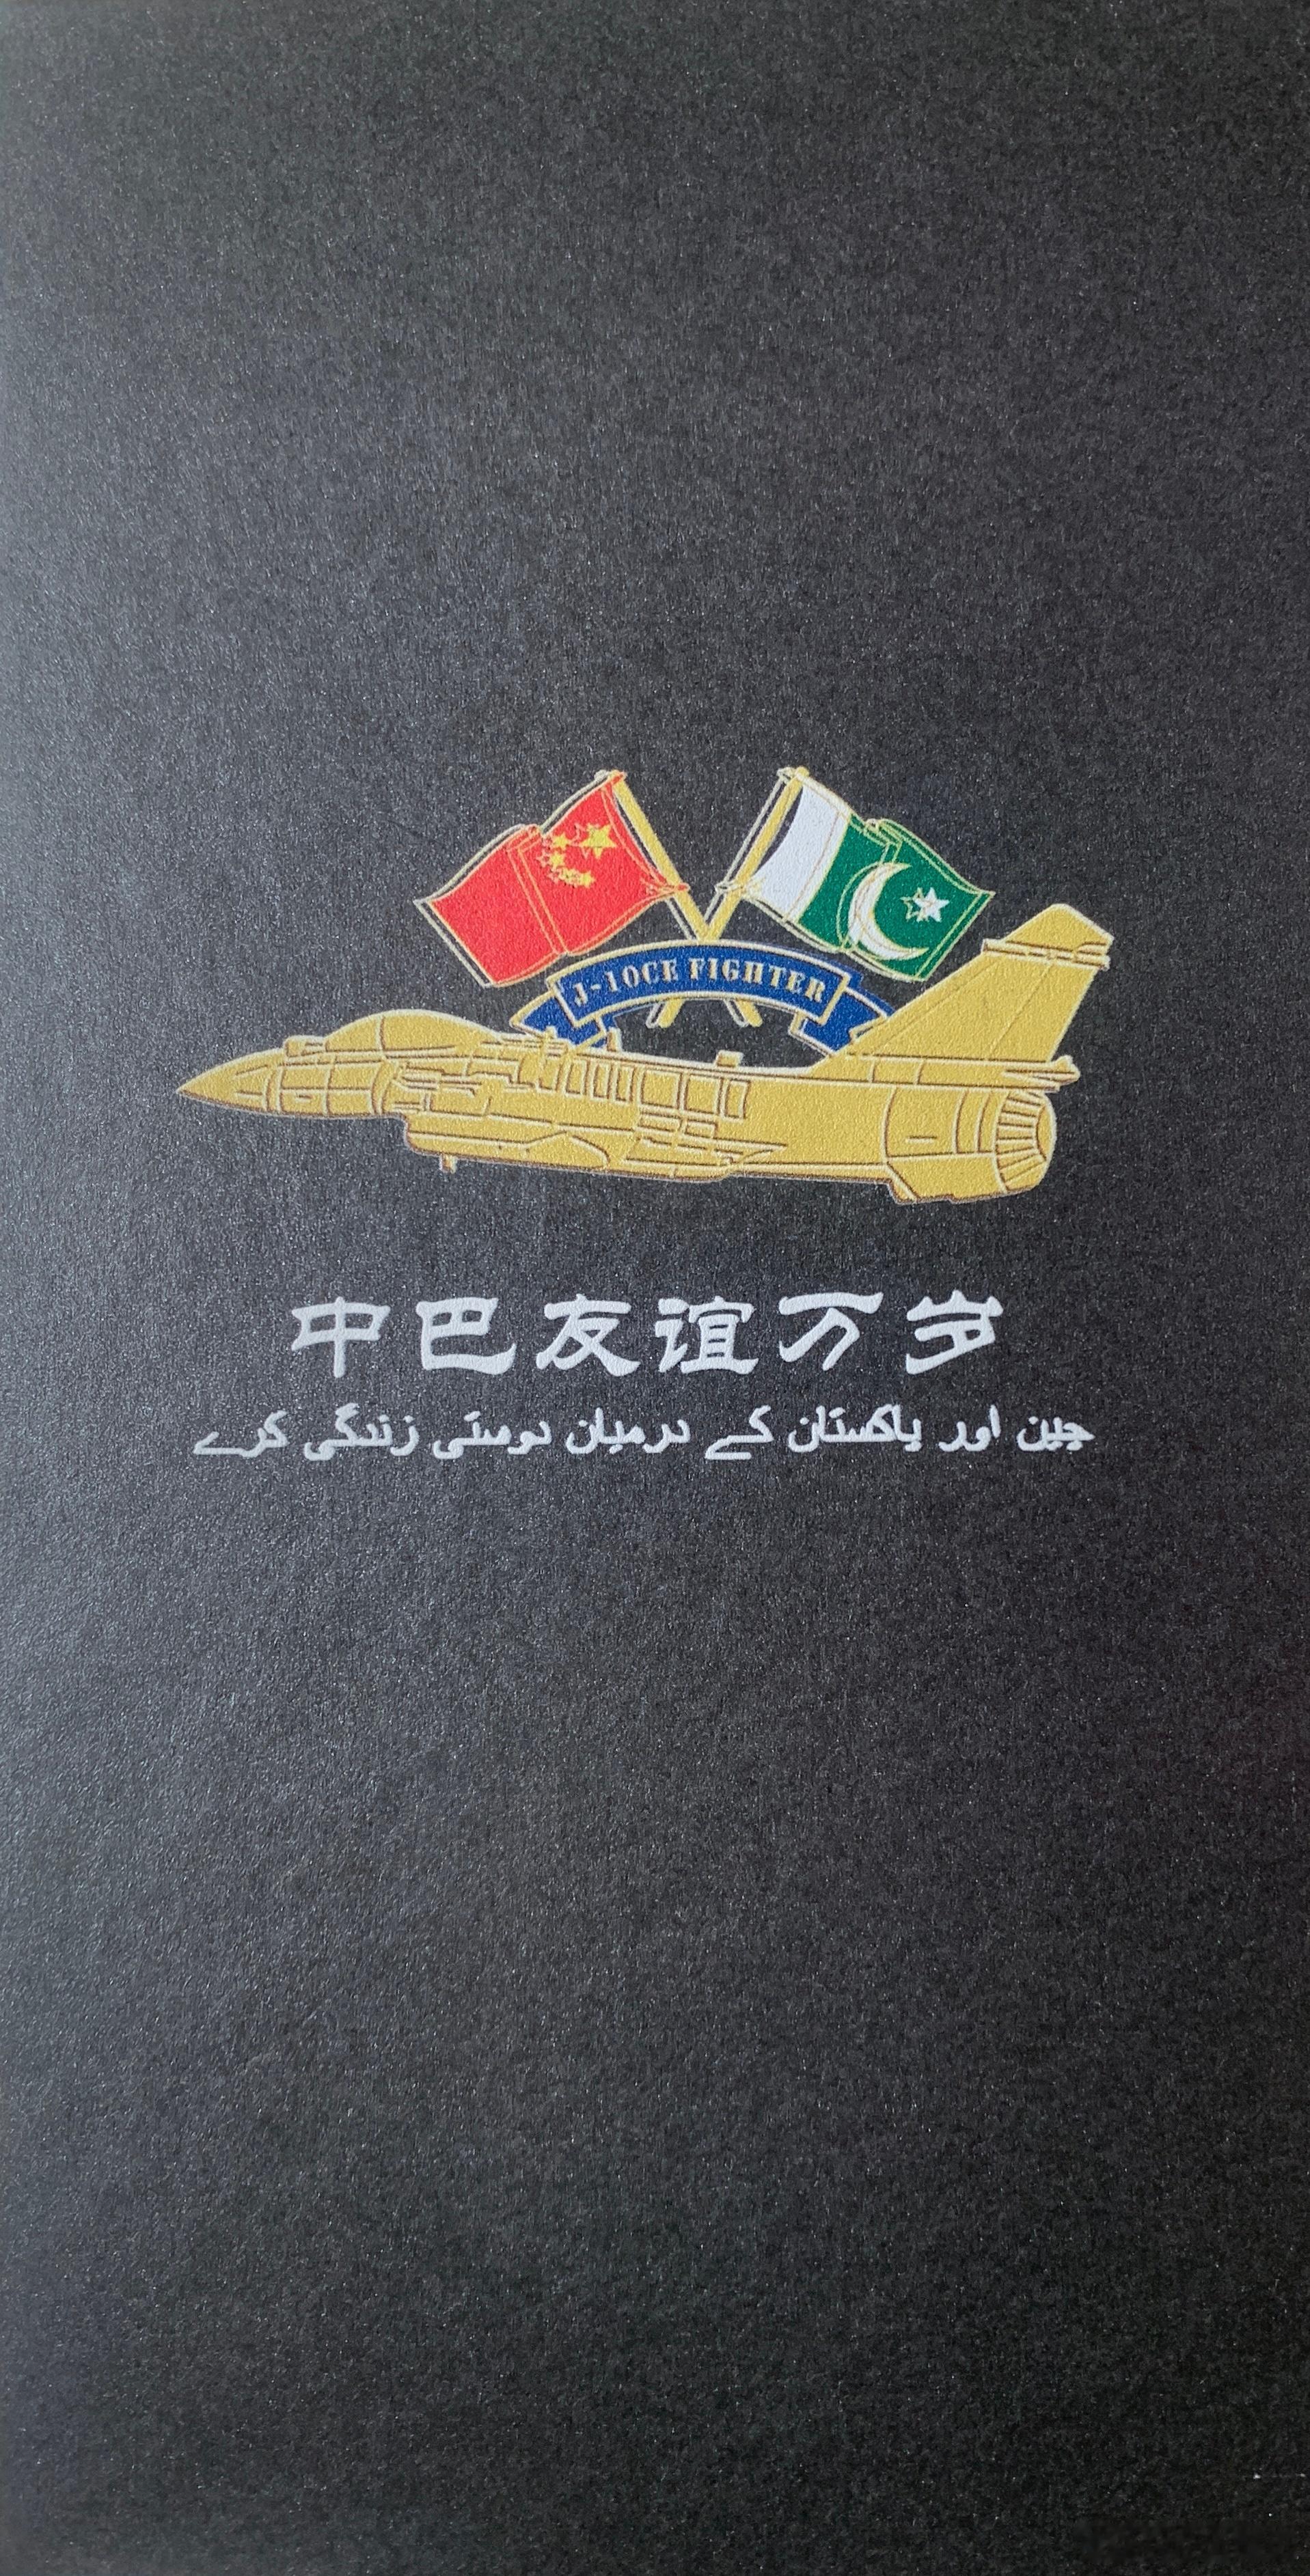 J-10CE FIGHTER
中巴友谊万岁
چین اور پاکستان کے درمیان دوستی زندگی کرے